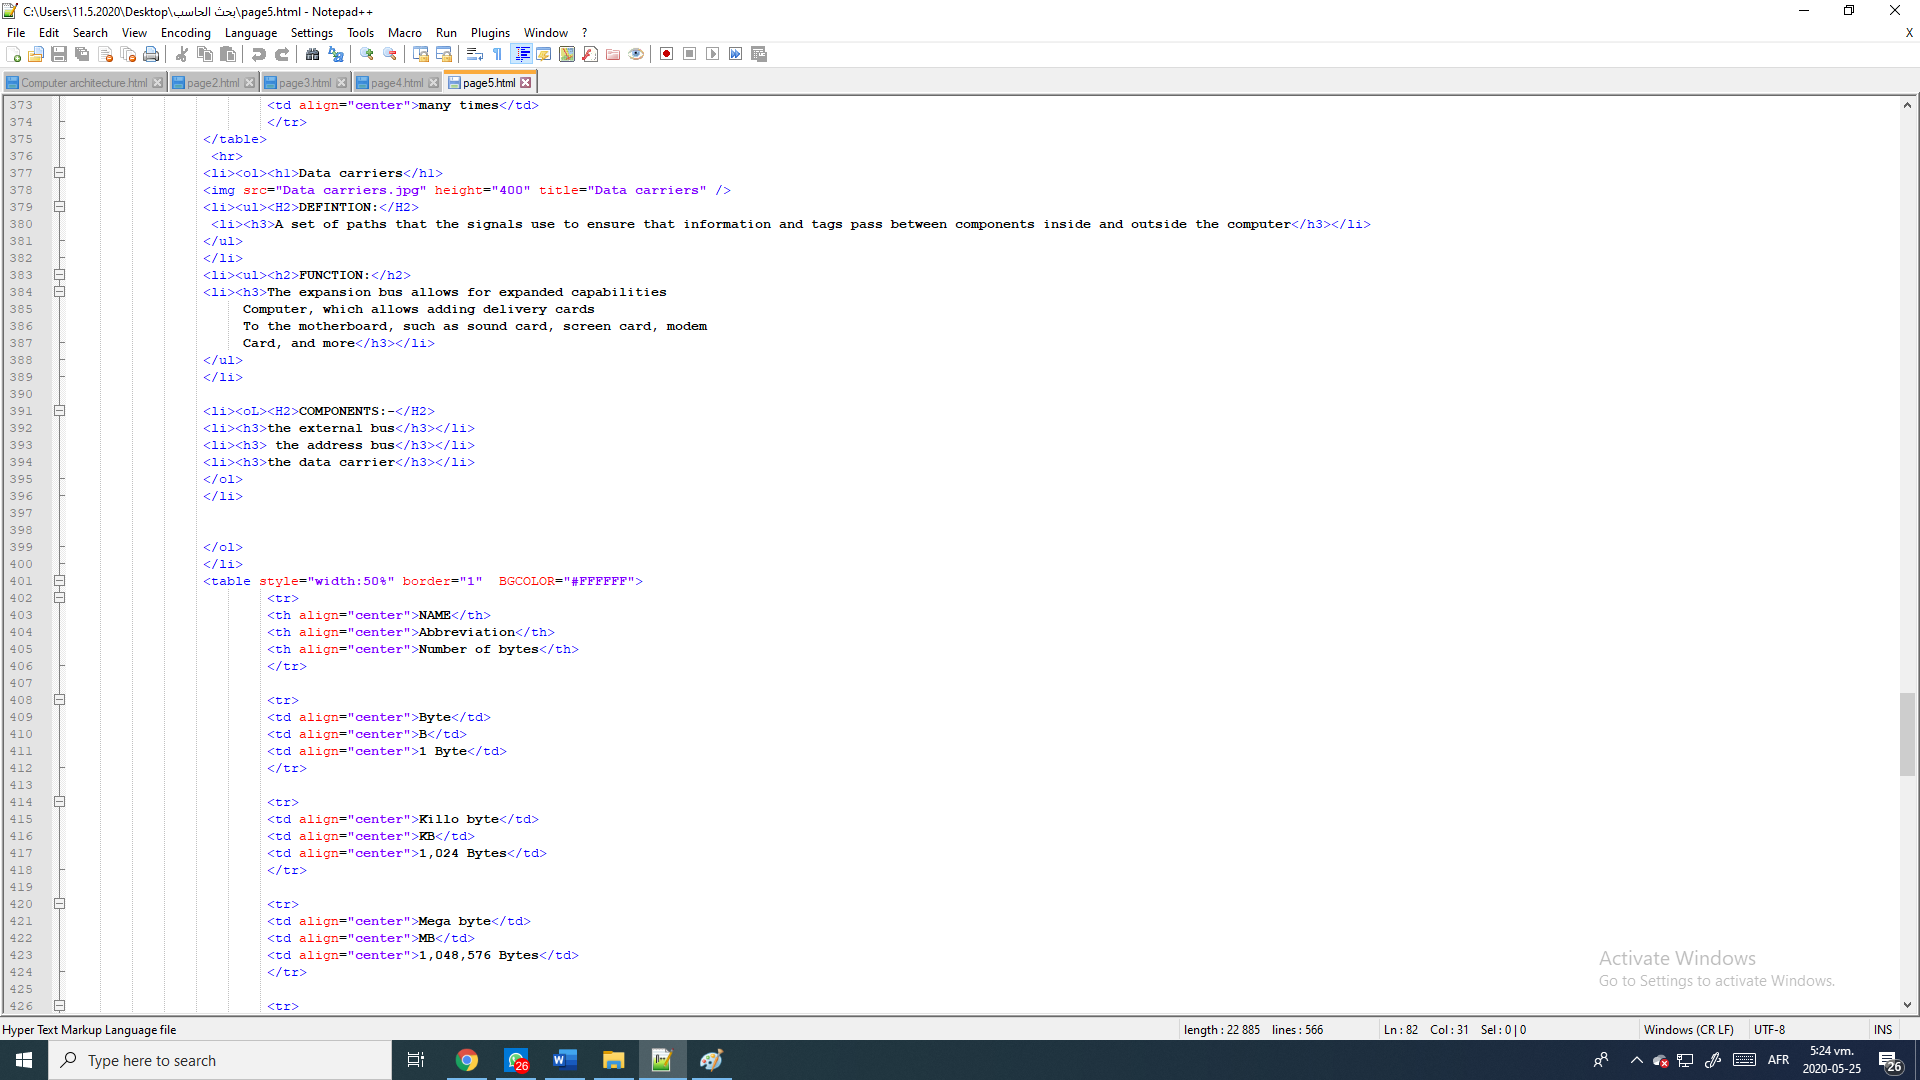 C:\Users\11.5.2020\Desktop\بحث الحاسب\page5.html - Notepad++
File Edit Search View Encoding Language Settings Tools Macro Run Plugins Window ? X
Computer architecture.html page2.html page3.html page4.html page5.html
373 <td align="center">many times</td>
374 </tr>
375 </table>
376 <hr>
377 <li><ol><h1>Data carriers</h1>
378 <img src="Data carriers.jpg" height="400" title="Data carriers" />
379 <li><ul><H2>DEFINTION:</H2>
380 <li><h3>A set of paths that the signals use to ensure that information and tags pass between components inside and outside the computer</h3></li>
381 </ul>
382 </li>
383 <li><ul><h2>FUNCTION:</h2>
384 <li><h3>The expansion bus allows for expanded capabilities
385 Computer, which allows adding delivery cards
386 To the motherboard, such as sound card, screen card, modem
387 Card, and more</h3></li>
388 </ul>
389 </li>
390
391 <li><oL><H2>COMPONENTS:-</H2>
392 <li><h3>the external bus</h3></li>
393 <li><h3> the address bus</h3></li>
394 <li><h3>the data carrier</h3></li>
395 </ol>
396 </li>
397
398
399 </ol>
400 </li>
401 <table style="width:50%" border="1" BGCOLOR="#FFFFFF">
402 <tr>
403 <th align="center">NAME</th>
404 <th align="center">Abbreviation</th>
405 <th align="center">Number of bytes</th>
406 </tr>
407
408 <tr>
409 <td align="center">Byte</td>
410 <td align="center">B</td>
411 <td align="center">1 Byte</td>
412 </tr>
413
414 <tr>
415 <td align="center">Killo byte</td>
416 <td align="center">KB</td>
417 <td align="center">1,024 Bytes</td>
418 </tr>
419
420 <tr>
421 <td align="center">Mega byte</td>
422 <td align="center">MB</td>
423 <td align="center">1,048,576 Bytes</td>
424 </tr>
425
426 <tr>
Activate Windows
Go to Settings to activate Windows.
Hyper Text Markup Language file length : 22 885 lines : 566 Ln : 82 Col : 31 Sel : 0 | 0 Windows (CR LF) UTF-8 INS
Type here to search 26 AFR 5:24 vm. 2020-05-25 26